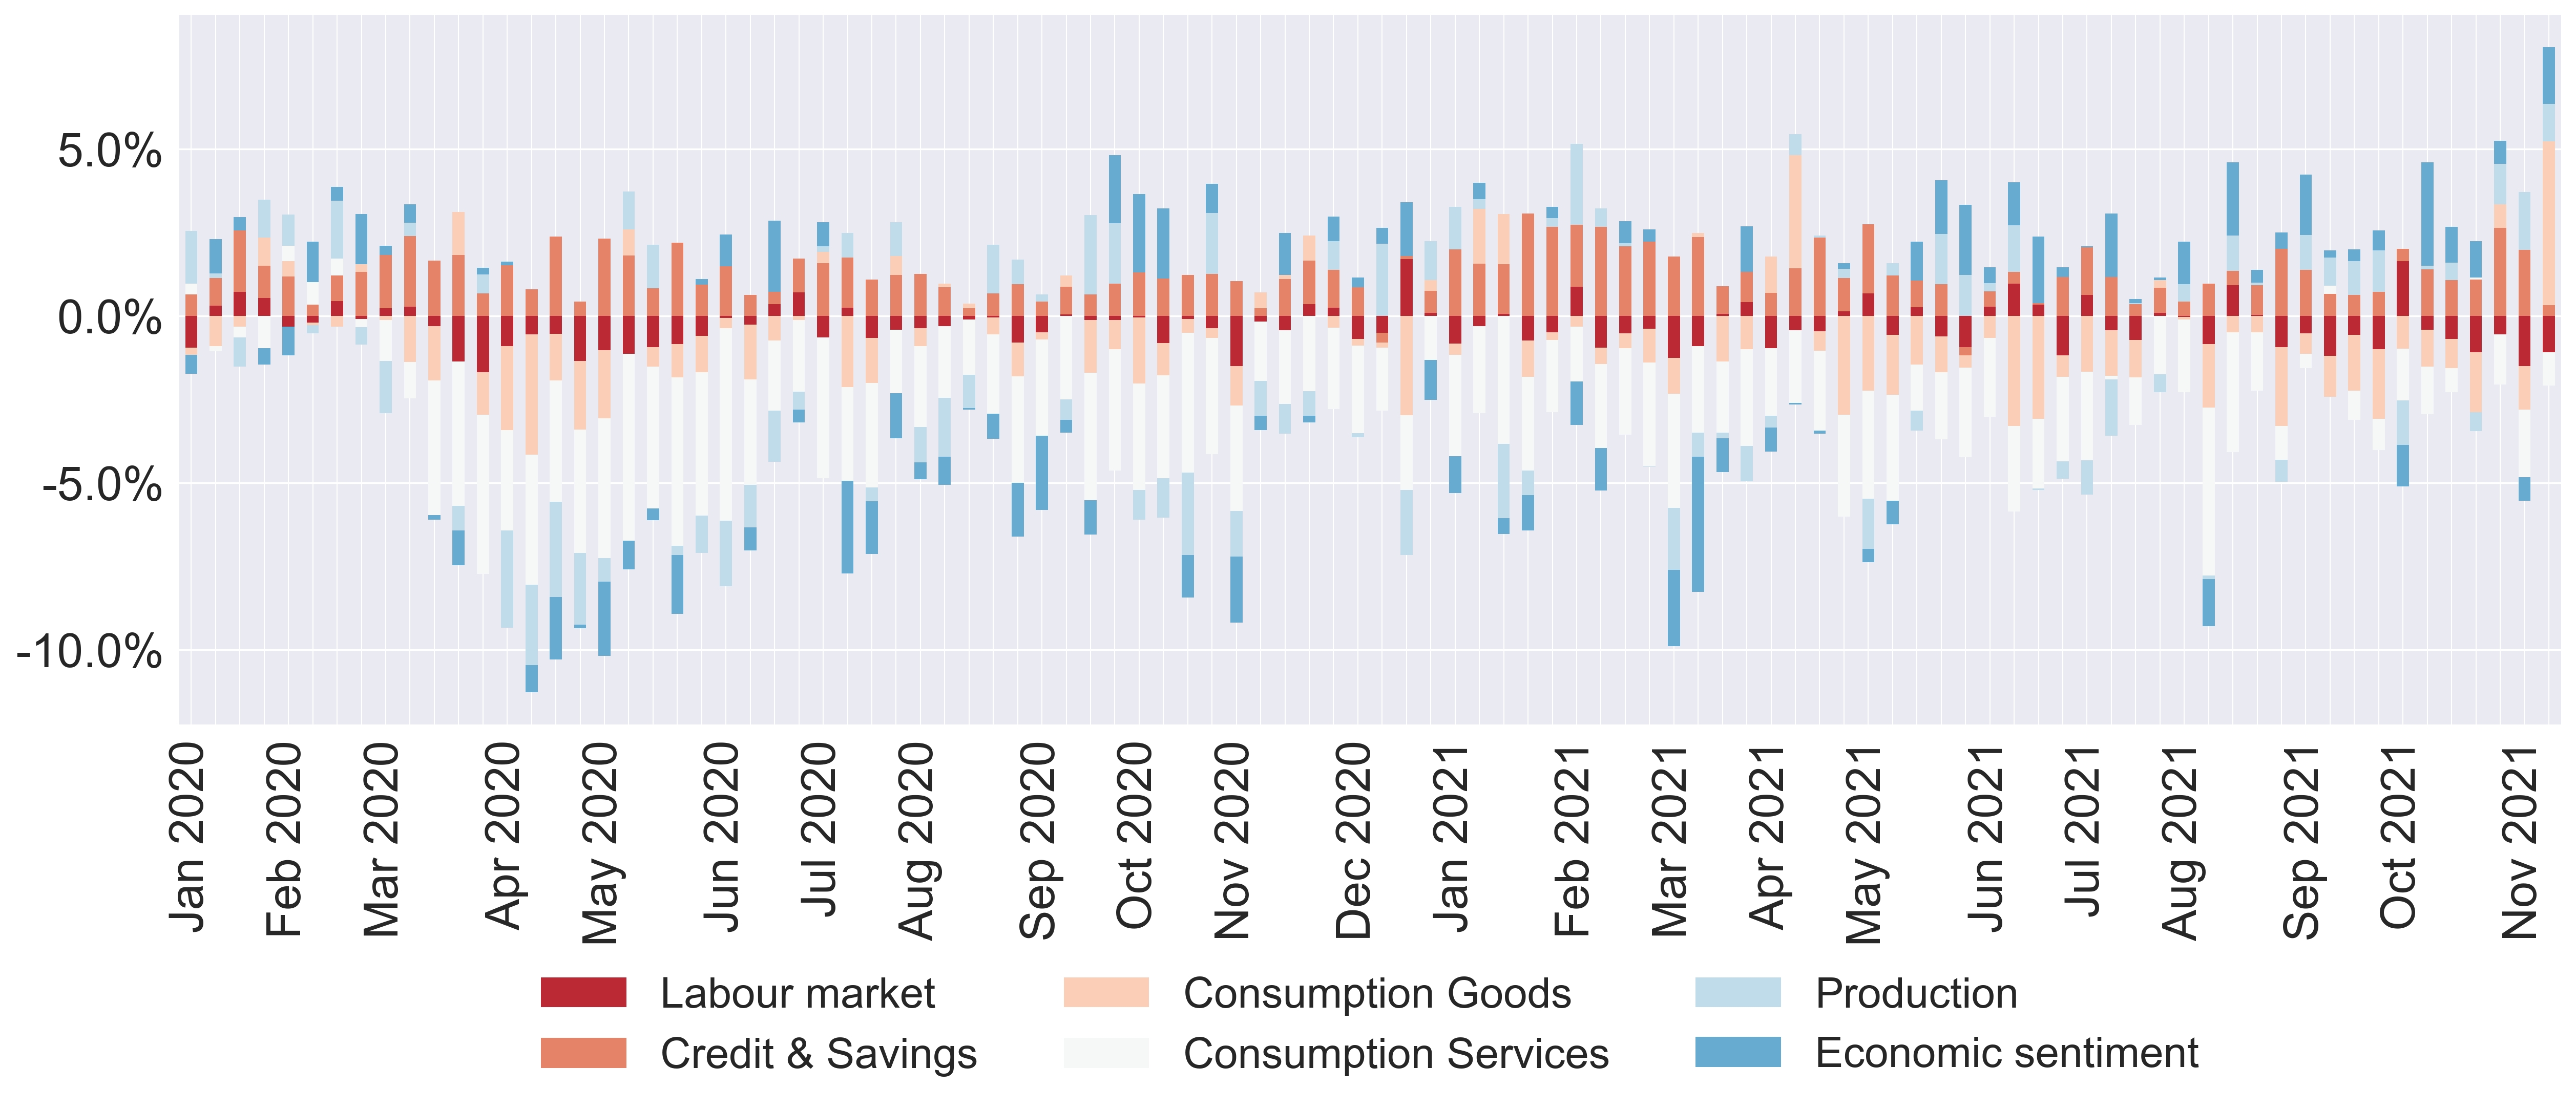 5.0%
0.0%
-5.0%
-10.0%
Jan 2020
Feb 2020
Mar 2020
Apr 2020
May 2020
Jun 2020
Jul 2020
Aug 2020
Sep 2020
Oct 2020
Nov 2020
Dec 2020
Jan 2021
Feb 2021
Mar 2021
Apr 2021
May 2021
Jun 2021
Jul 2021
Aug 2021
Sep 2021
Oct 2021
Nov 2021
Labour market
Consumption Goods
Production
Credit & Savings
Consumption Services
Economic sentiment